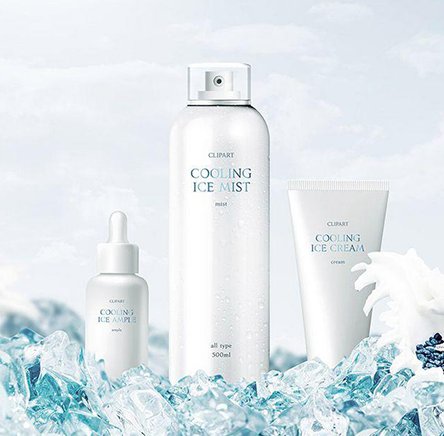 CLIPART
COOLING
ICE MIST
mist
all type
500ml
CLIPART
COOLING
ICE AMPLE
ample
CLIPART
COOLING
ICE CREAM
cream